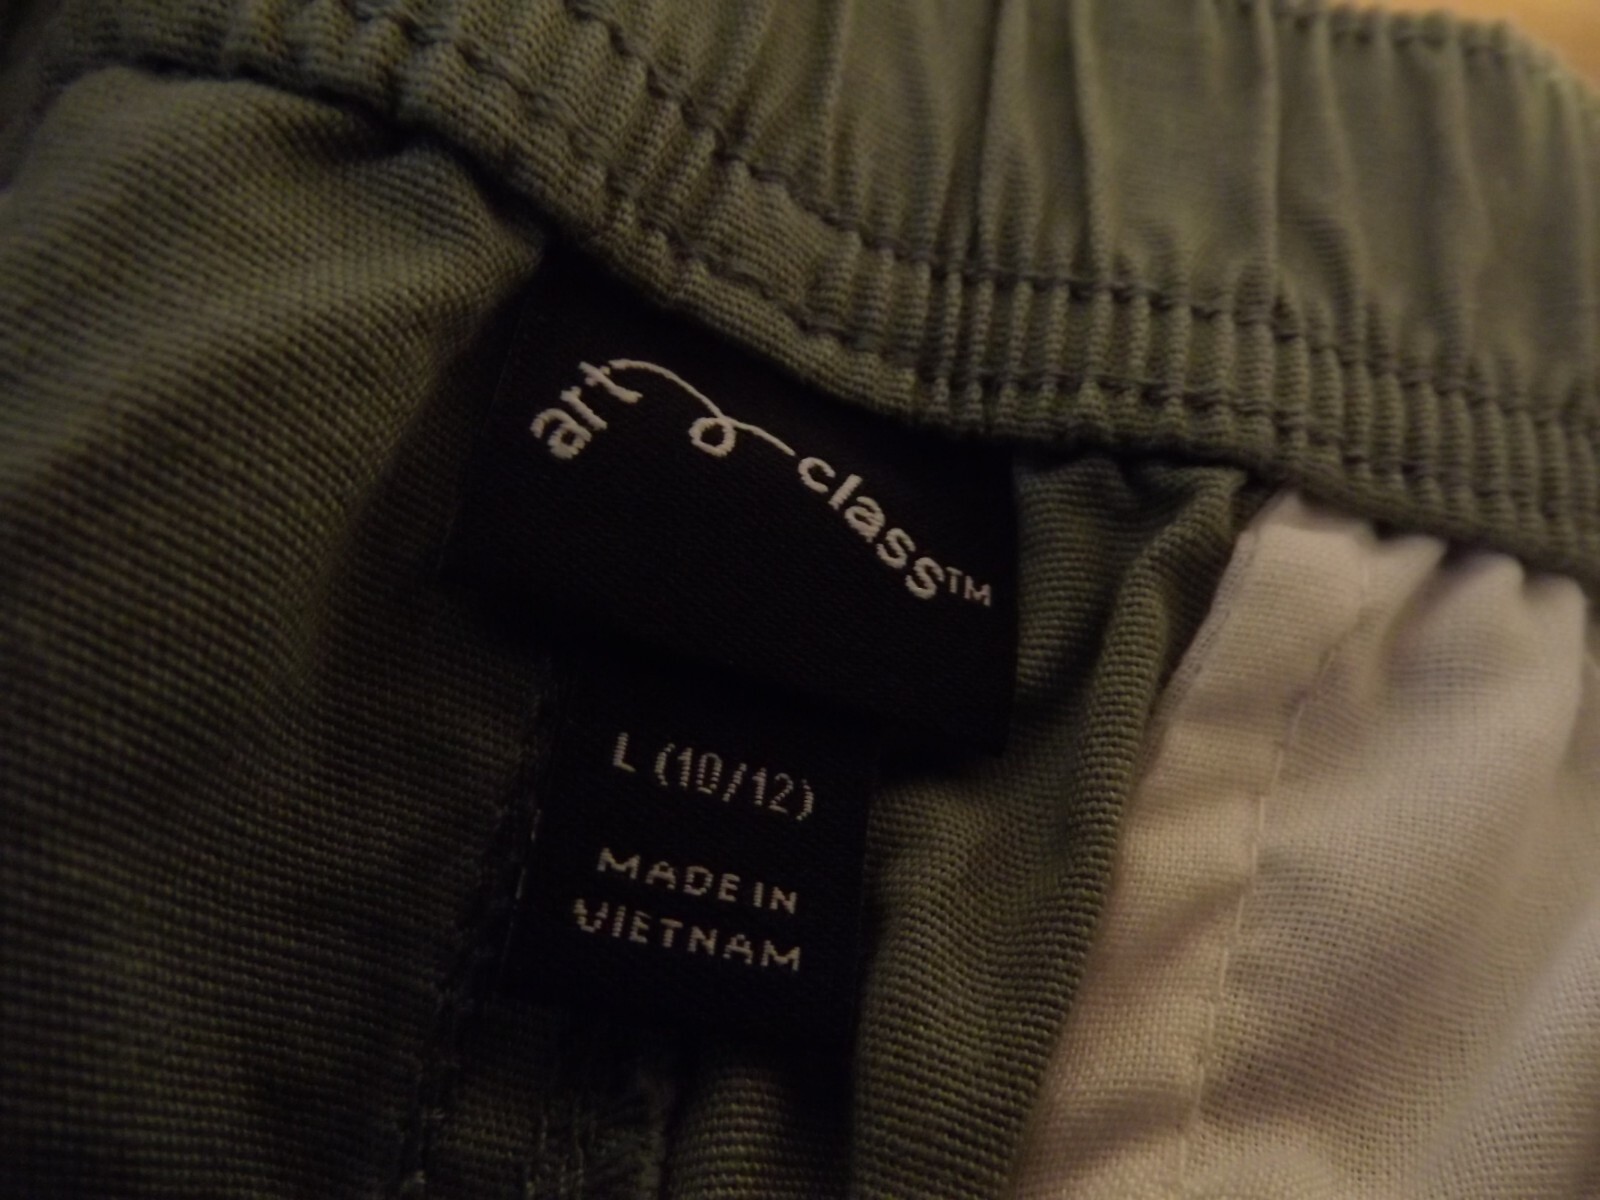 art class™
L (10/12)
MADE IN
VIETNAM